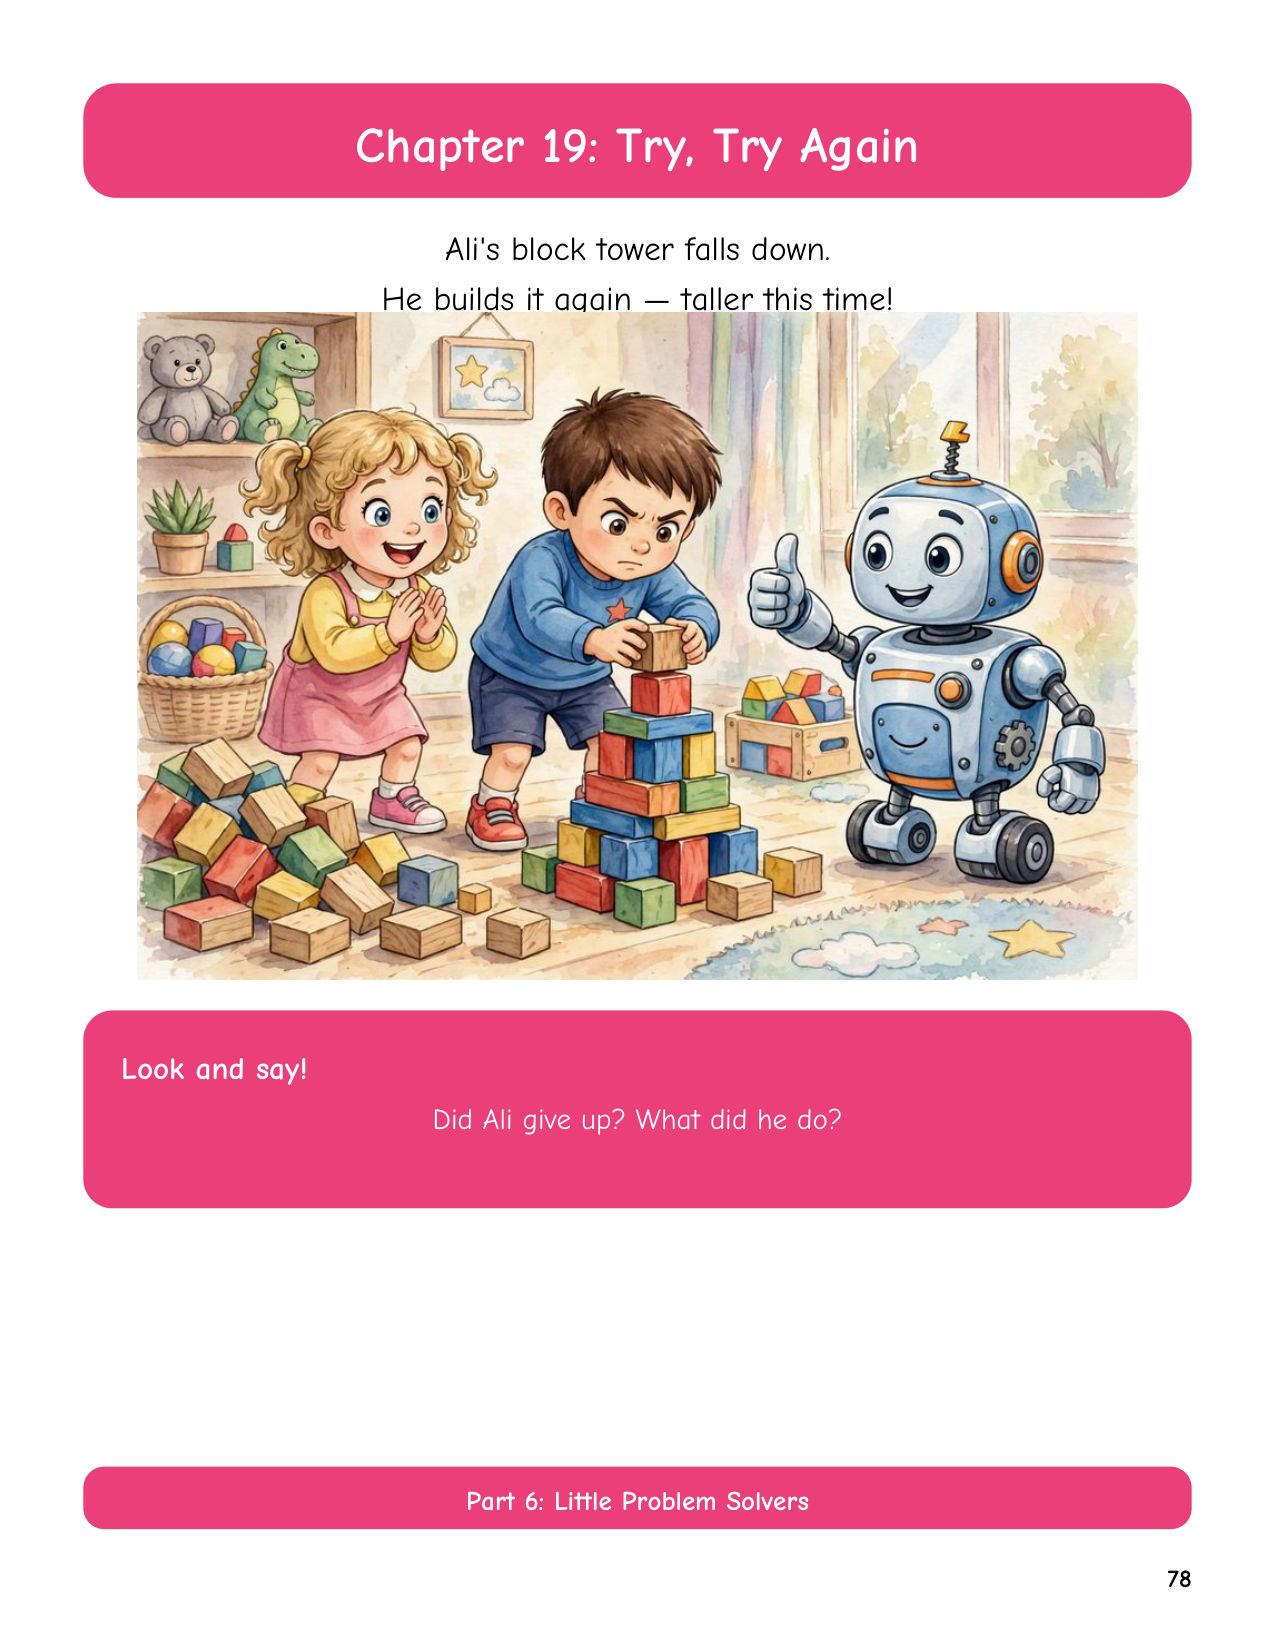 Chapter 19: Try, Try Again
Ali's block tower falls down.
He builds it again — taller this time!
Look and say!
Did Ali give up? What did he do?
Part 6: Little Problem Solvers
78